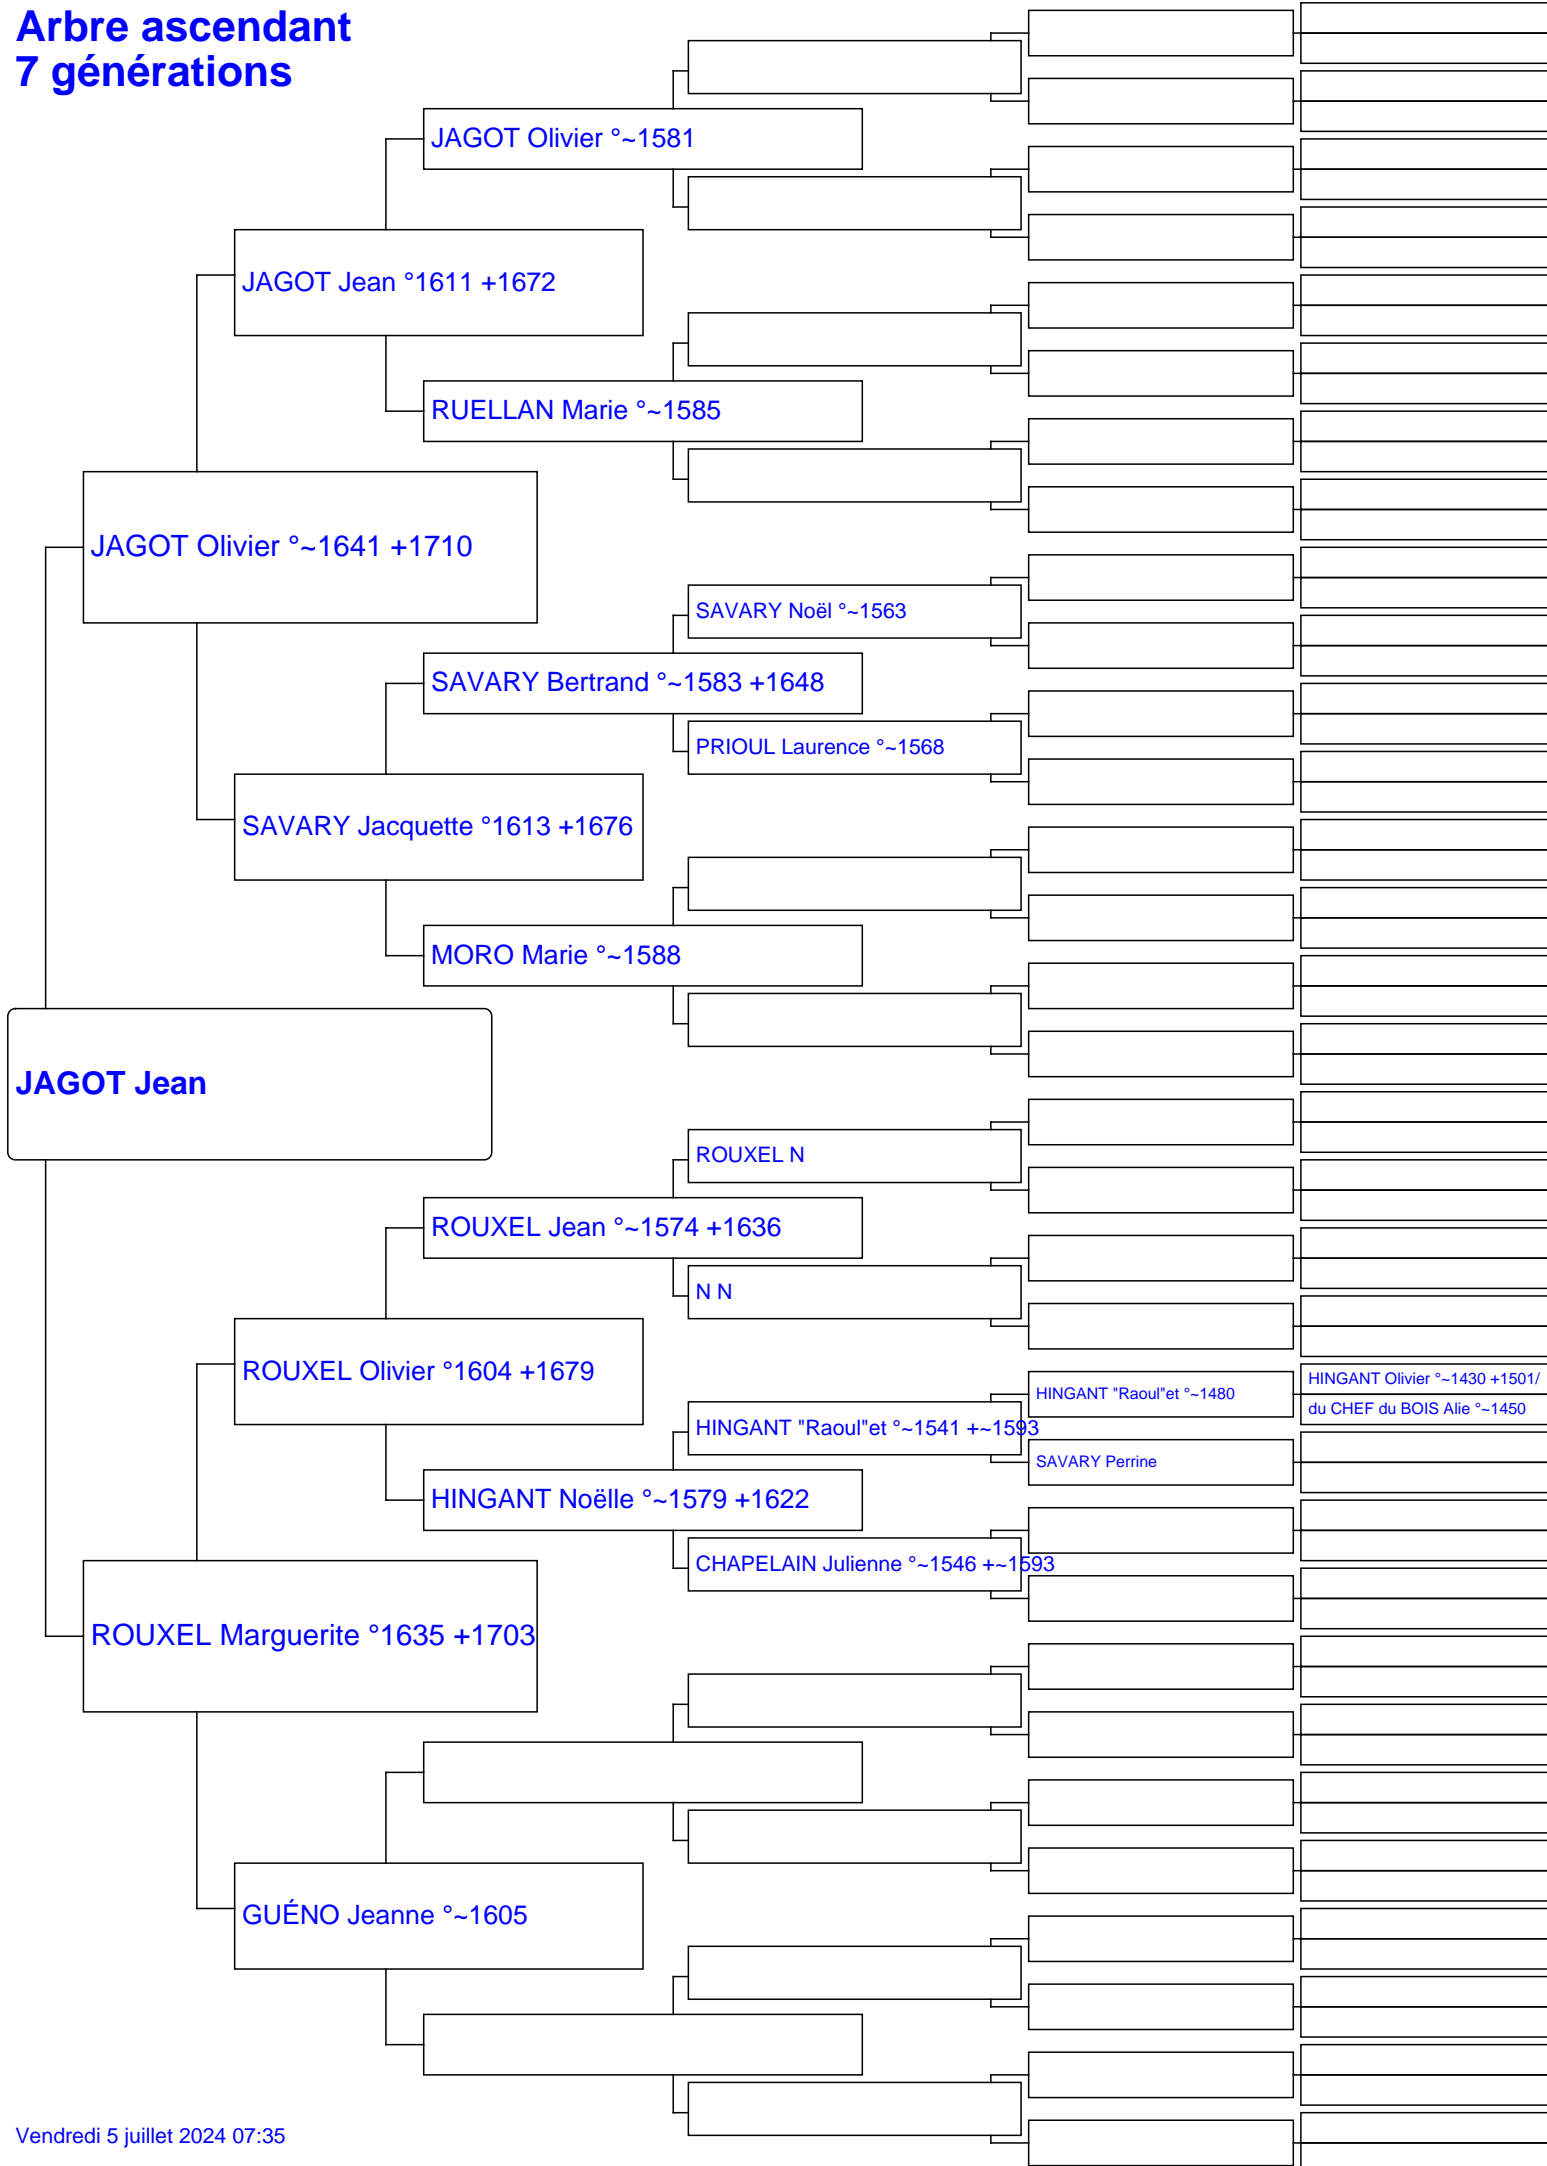 Arbre ascendant
7 générations
JAGOT Olivier °~1581
JAGOT Jean °1611 +1672
RUELLAN Marie °~1585
JAGOT Olivier °~1641 +1710
SAVARY Noël °~1563
SAVARY Bertrand °~1583 +1648
PRIOUL Laurence °~1568
SAVARY Jacquette °1613 +1676
MORO Marie °~1588
JAGOT Jean
ROUXEL N
ROUXEL Jean °~1574 +1636
N N
ROUXEL Olivier °1604 +1679
HINGANT Olivier °~1430 +1501/
HINGANT "Raoul"et °~1480
du CHEF du BOIS Alie °~1450
HINGANT "Raoul"et °~1541 +~1593
SAVARY Perrine
HINGANT Noëlle °~1579 +1622
CHAPELAIN Julienne °~1546 +~1593
ROUXEL Marguerite °1635 +1703
GUÉNO Jeanne °~1605
Vendredi 5 juillet 2024 07:35